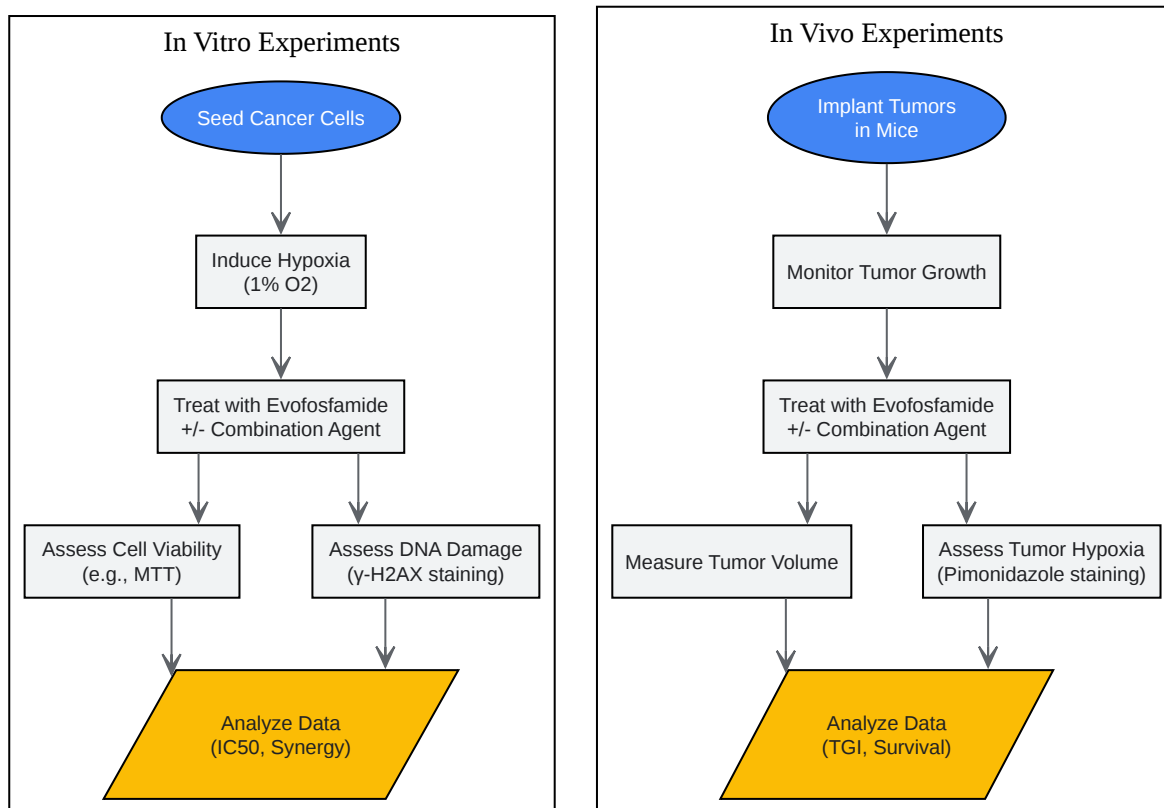 In Vitro Experiments
Seed Cancer Cells
Induce Hypoxia
(1% O2)
Treat with Evofosfamide
+/- Combination Agent
Assess Cell Viability
(e.g., MTT)
Assess DNA Damage
(γ-H2AX staining)
Analyze Data
(IC50, Synergy)
In Vivo Experiments
Implant Tumors
in Mice
Monitor Tumor Growth
Treat with Evofosfamide
+/- Combination Agent
Measure Tumor Volume
Assess Tumor Hypoxia
(Pimonidazole staining)
Analyze Data
(TGI, Survival)